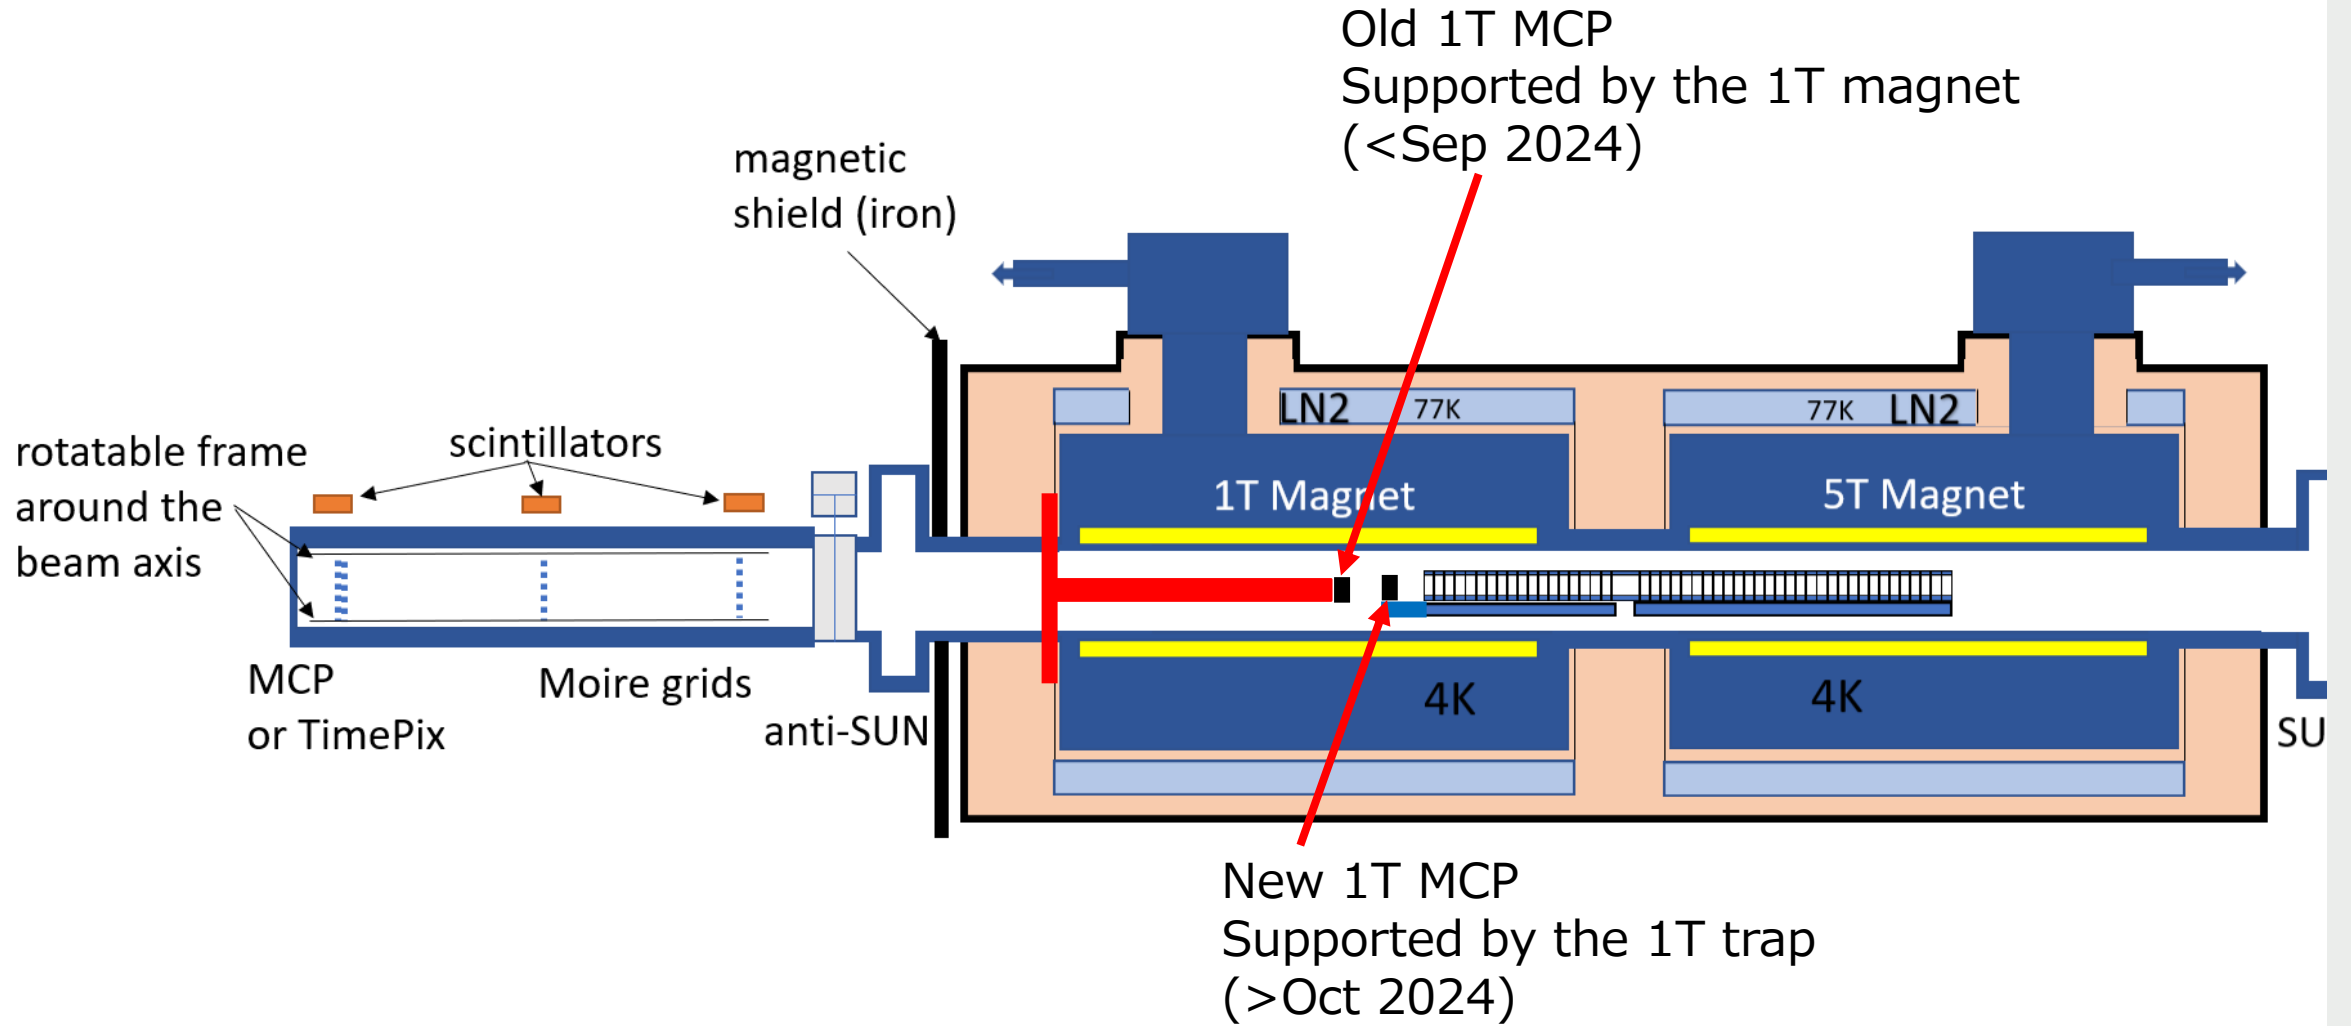 Old 1T MCP
Supported by the 1T magnet
(<Sep 2024)
magnetic
shield (iron)
LN2
77K
77K
LN2
rotatable frame
around the
beam axis
scintillators
1T Magnet
5T Magnet
MCP
or TimePix
Moire grids
anti-SUN
4K
4K
SU
New 1T MCP
Supported by the 1T trap
(>Oct 2024)